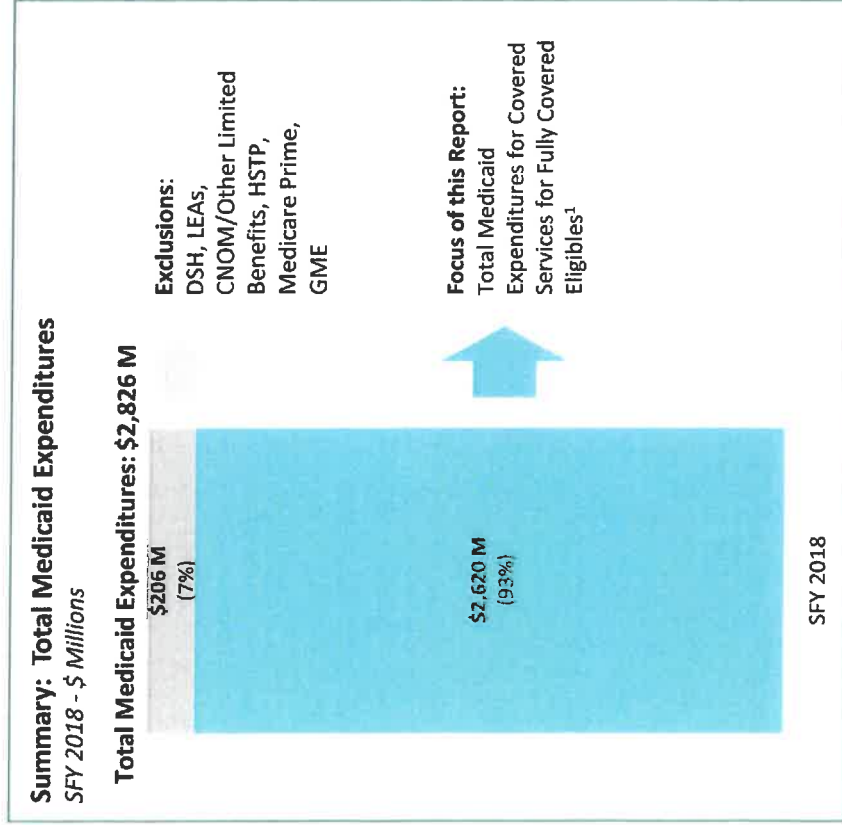 Summary: Total Medicaid Expenditures
SFY 2018 - $ Millions
Total Medicaid Expenditures: $2,826 M
$206 M
(7%)
Exclusions:
DSH, LEAs,
CNOM/Other Limited
Benefits, HSTP,
Medicare Prime,
GME
$2,620 M
(93%)
Focus of this Report:
Total Medicaid
Expenditures for Covered
Services for Fully Covered
Eligibles¹
SFY 2018